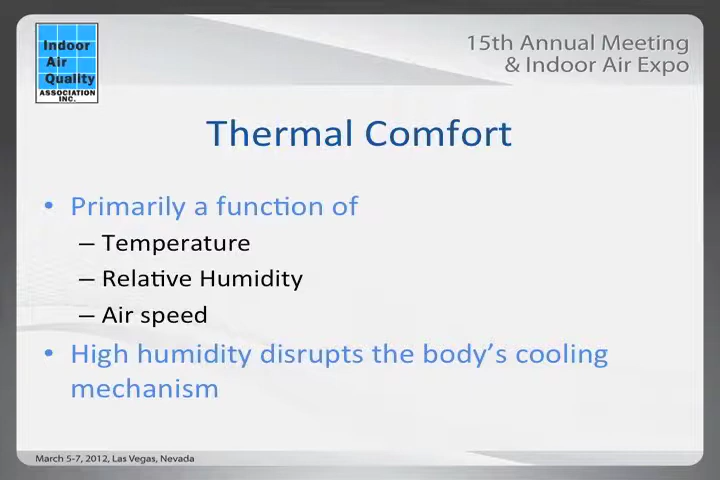 Indoor
Air
Quality
ASSOCIATION
INC.
15th Annual Meeting
& Indoor Air Expo
Thermal Comfort
• Primarily a function of
– Temperature
– Relative Humidity
– Air speed
• High humidity disrupts the body’s cooling
mechanism
March 5-7, 2012, Las Vegas, Nevada